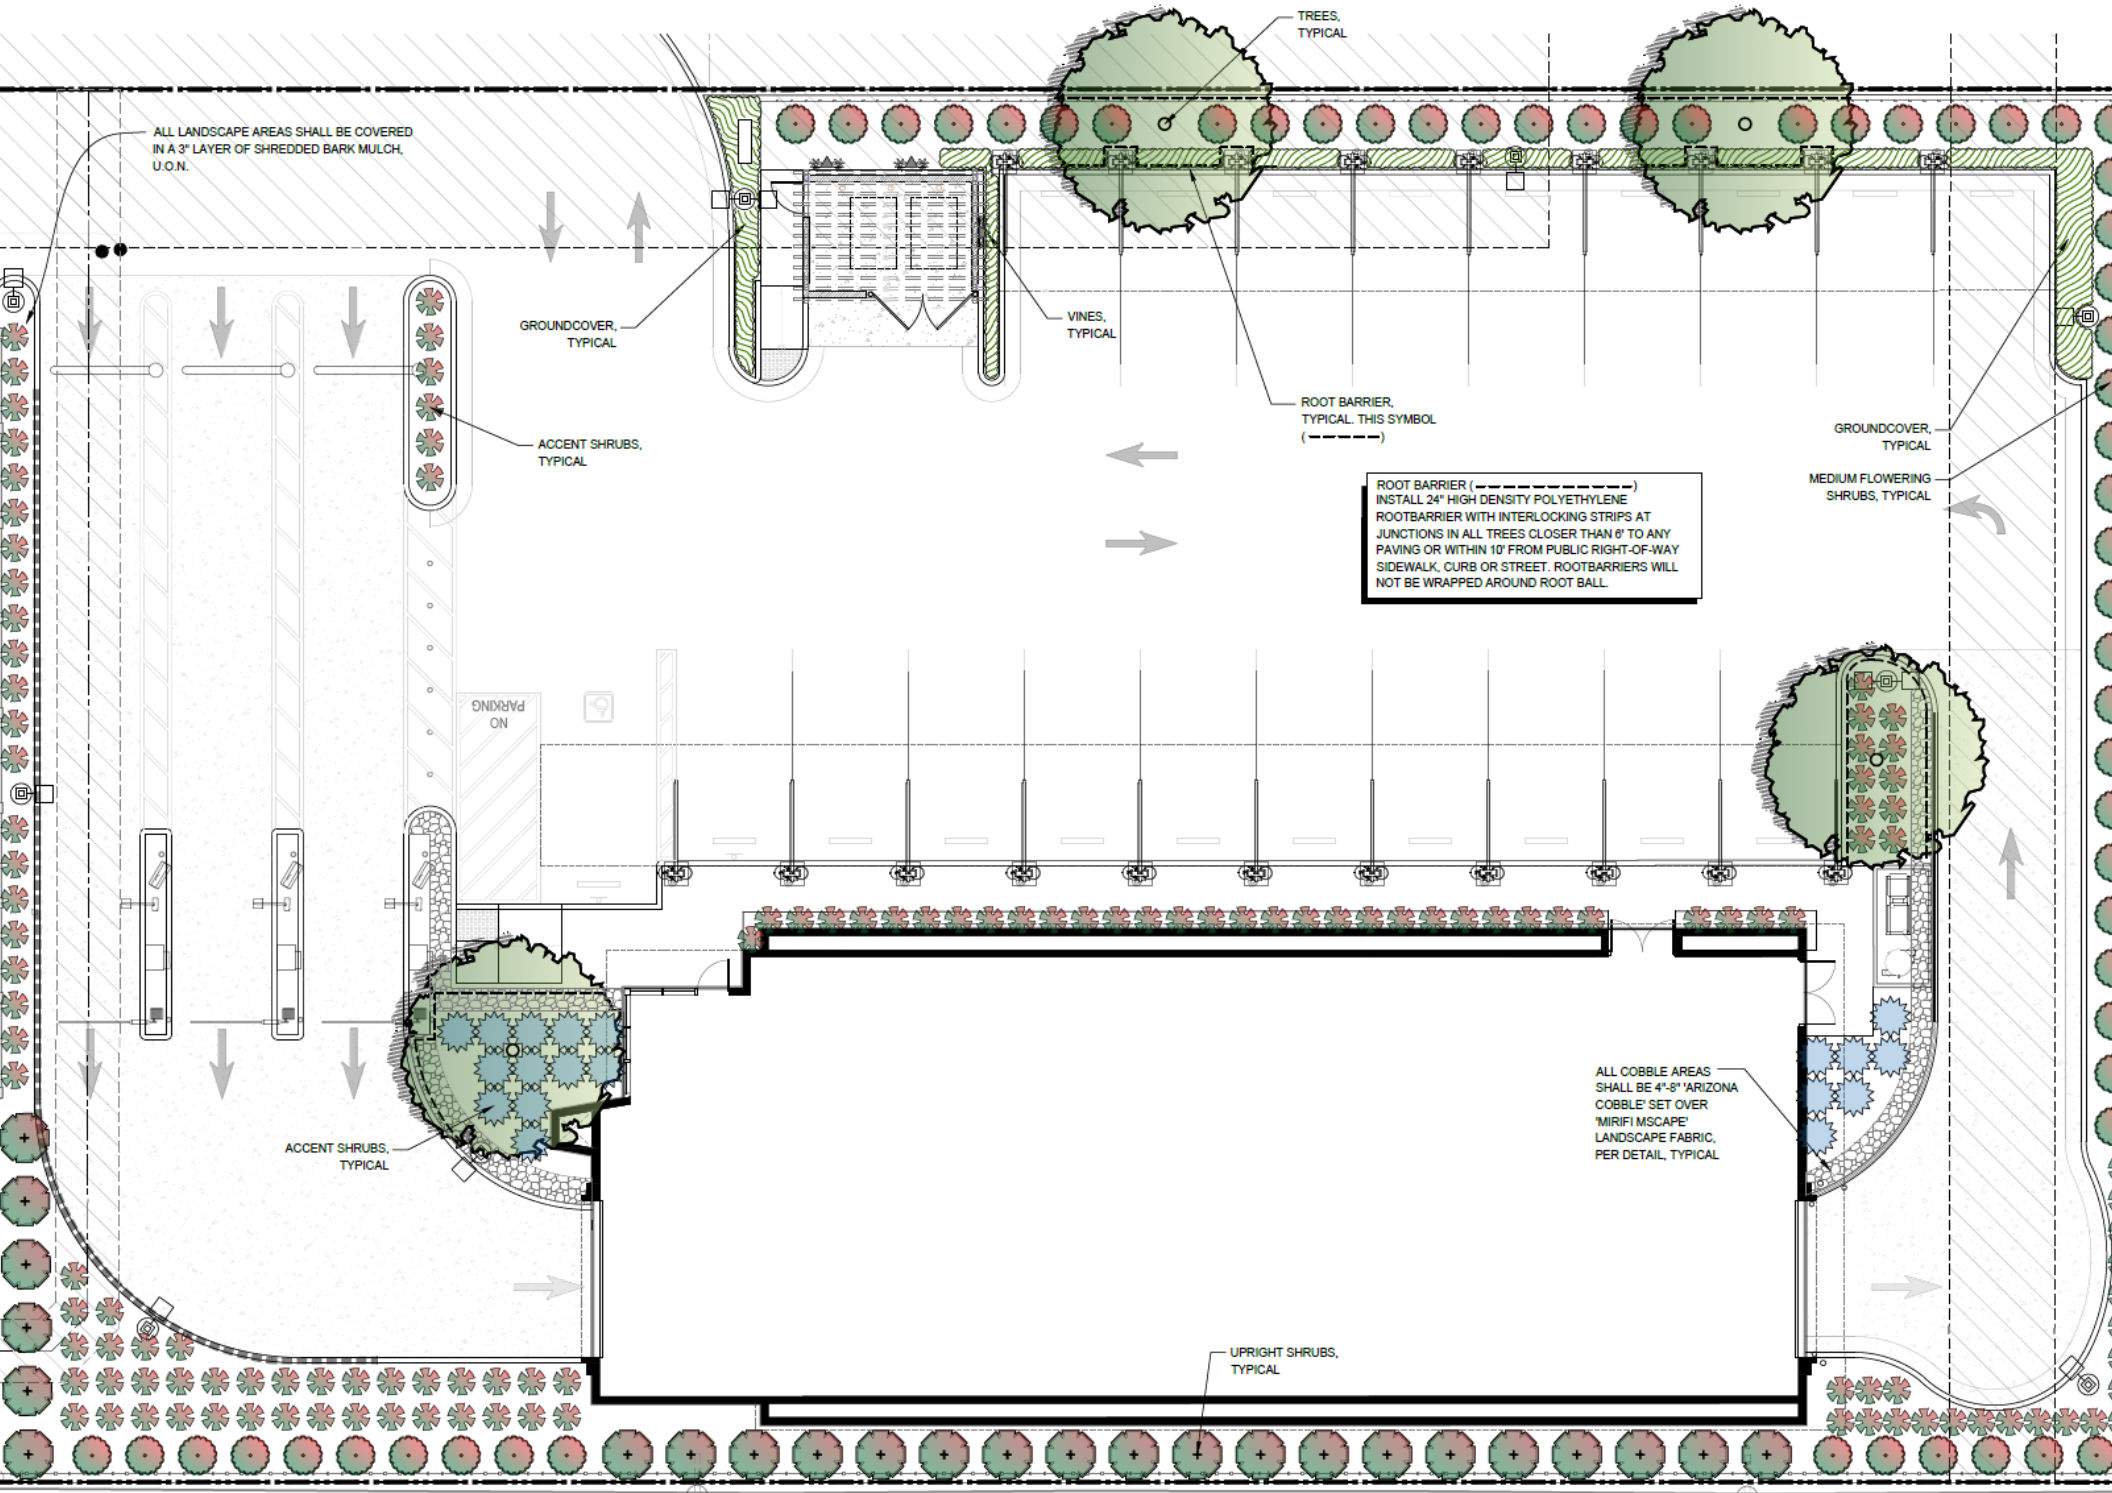 TREES,
TYPICAL
ALL LANDSCAPE AREAS SHALL BE COVERED
IN A 3" LAYER OF SHREDDED BARK MULCH,
U.O.N.
GROUNDCOVER,
TYPICAL
VINES,
TYPICAL
ROOT BARRIER,
TYPICAL. THIS SYMBOL
( )
ACCENT SHRUBS,
TYPICAL
GROUNDCOVER,
TYPICAL
MEDIUM FLOWERING
SHRUBS, TYPICAL
ROOT BARRIER ( )
INSTALL 24" HIGH DENSITY POLYETHYLENE
ROOTBARRIER WITH INTERLOCKING STRIPS AT
JUNCTIONS IN ALL TREES CLOSER THAN 6' TO ANY
PAVING OR WITHIN 10' FROM PUBLIC RIGHT-OF-WAY
SIDEWALK, CURB OR STREET. ROOTBARRIERS WILL
NOT BE WRAPPED AROUND ROOT BALL.
NO
PARKING
ALL COBBLE AREAS
SHALL BE 4"-8" 'ARIZONA
COBBLE' SET OVER
'MIRIFI MSCAPE'
LANDSCAPE FABRIC,
PER DETAIL, TYPICAL
ACCENT SHRUBS,
TYPICAL
UPRIGHT SHRUBS,
TYPICAL